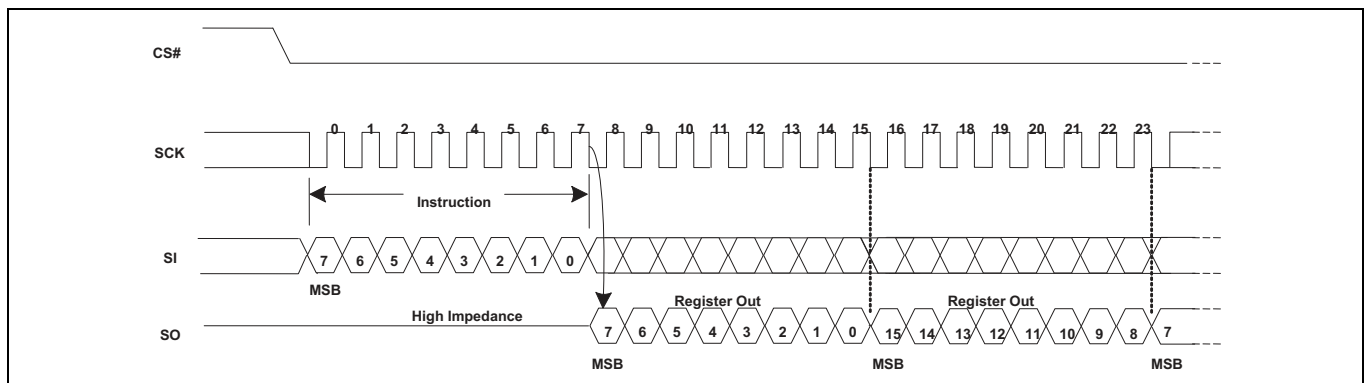 CS#
0 1 2 3 4 5 6 7 8 9 10 11 12 13 14 15 16 17 18 19 20 21 22 23
SCK
Instruction
SI
7 6 5 4 3 2 1 0
MSB
High Impedance
Register Out
Register Out
SO
7 6 5 4 3 2 1 0 15 14 13 12 11 10 9 8 7
MSB MSB MSB